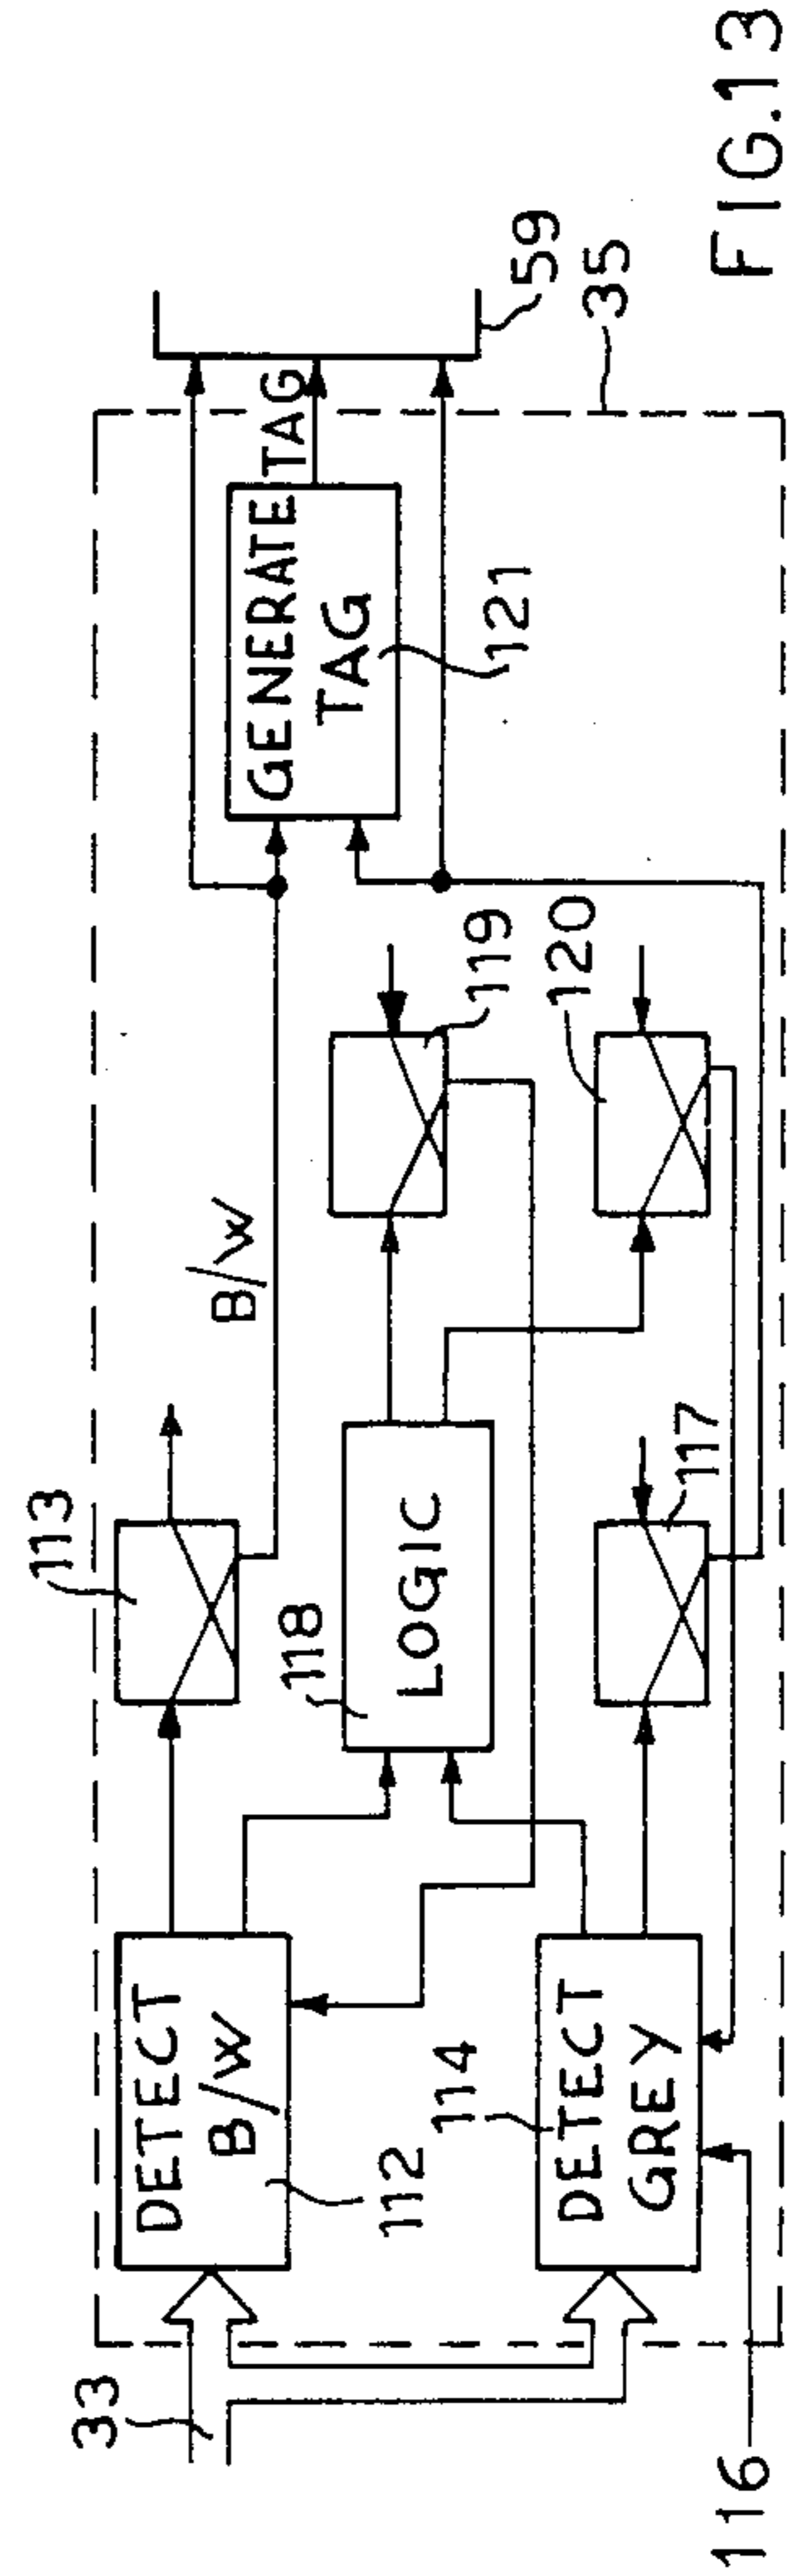 33
116
DETECT
B/W
112
DETECT
GREY
114
113
118
LOGIC
117
B/W
119
120
GENERATE
TAG
121
TAG
59
35
FIG.13